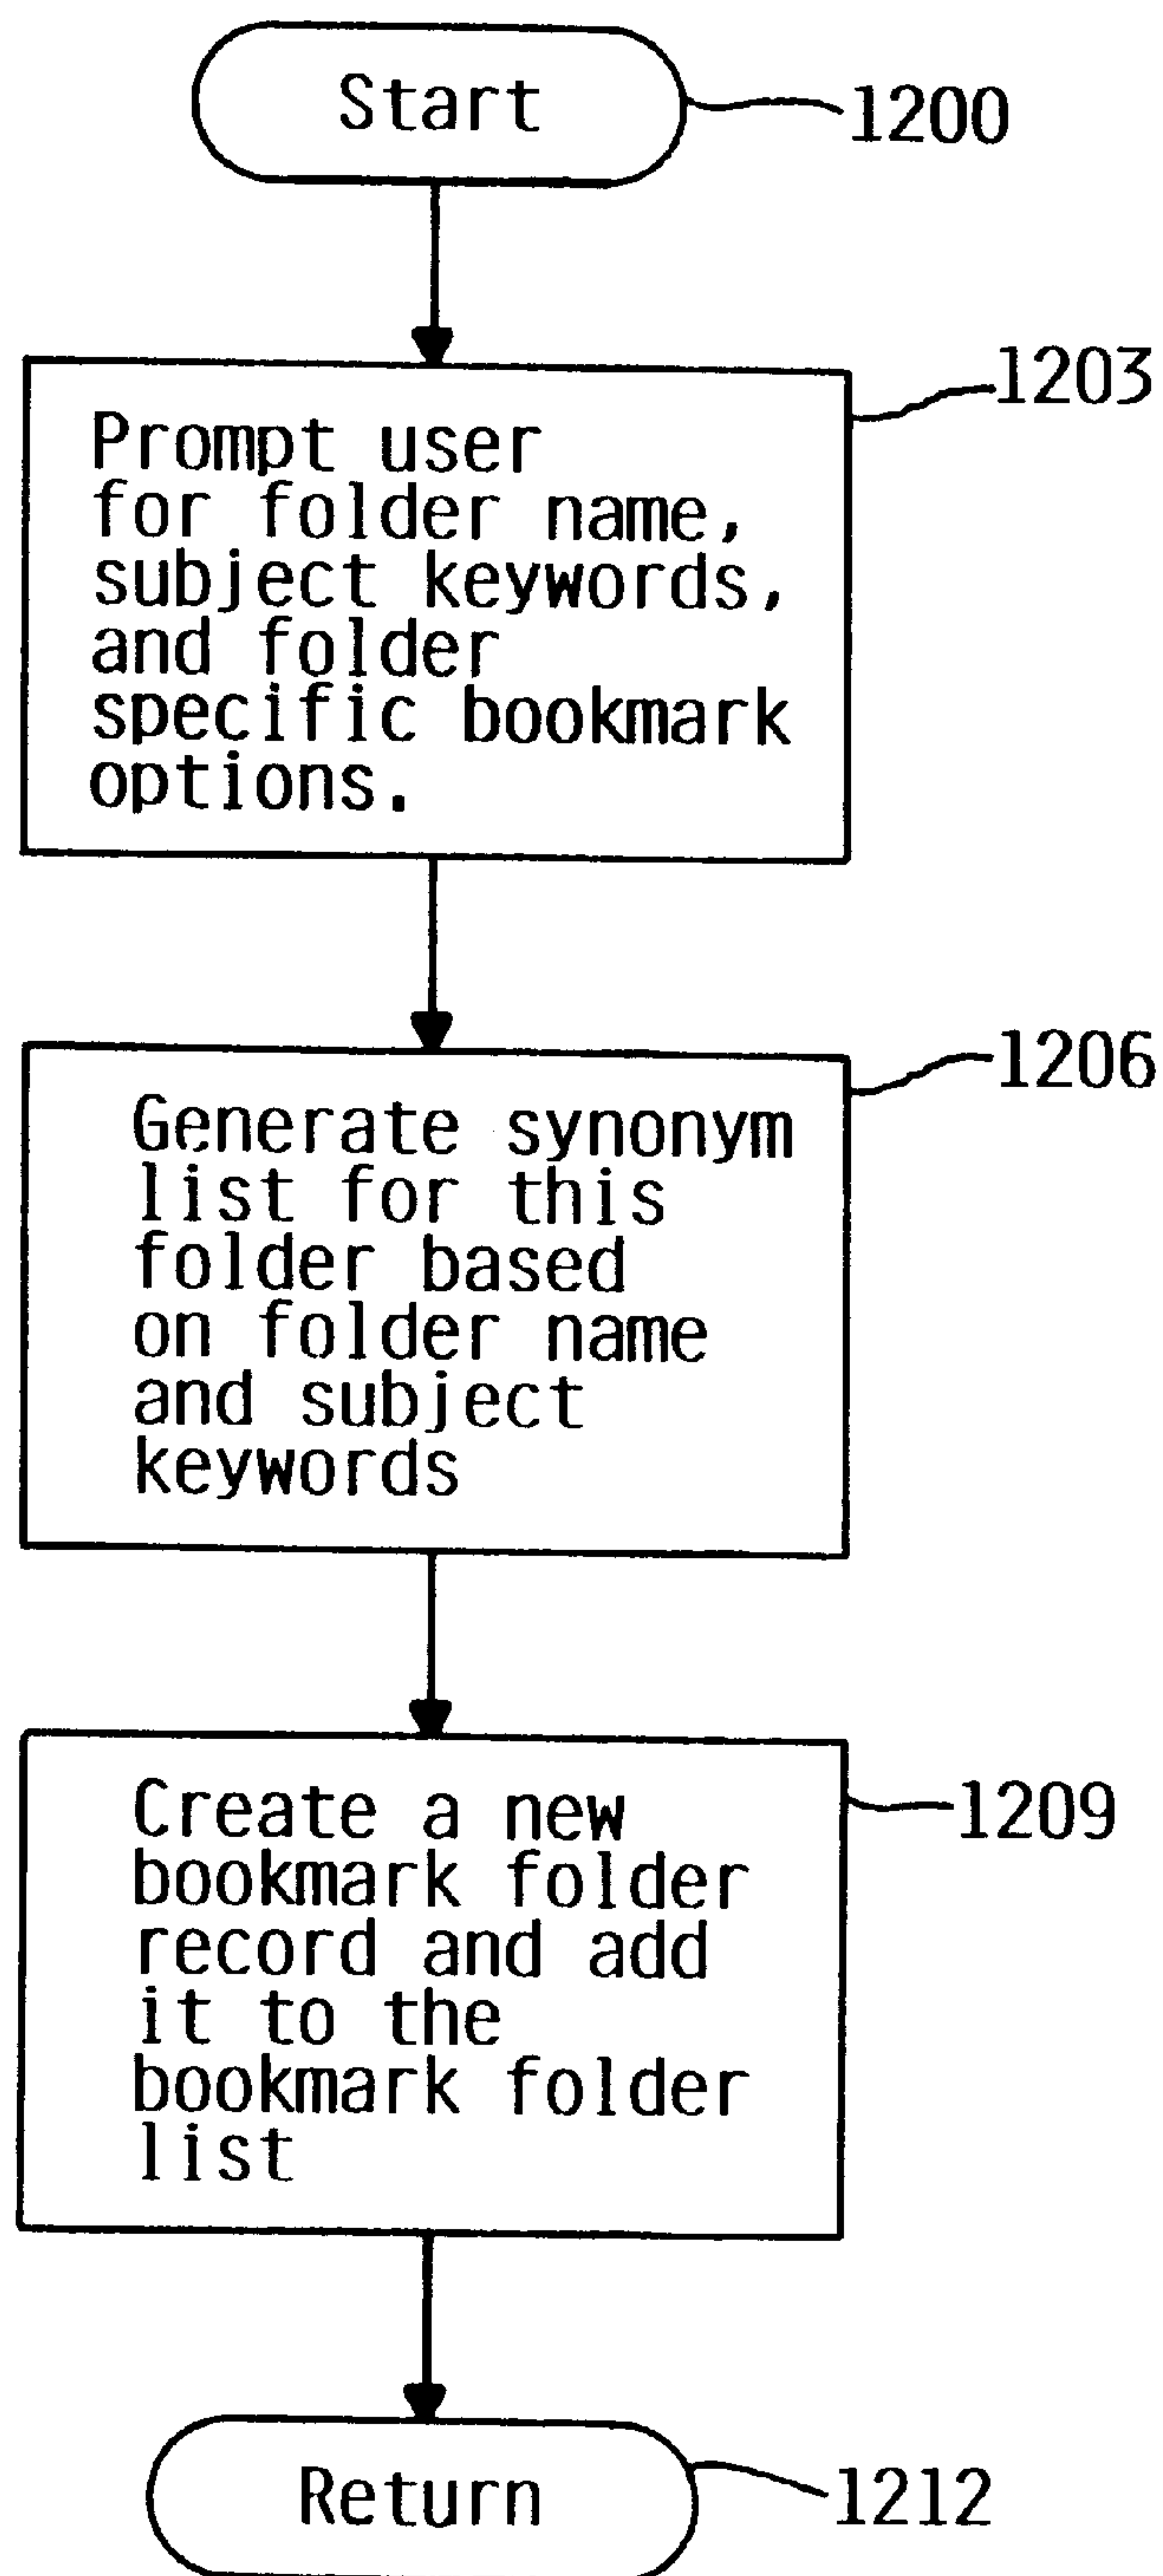 Start
1200
1203
Prompt user
for folder name,
subject keywords,
and folder
specific bookmark
options.
1206
Generate synonym
list for this
folder based
on folder name
and subject
keywords
1209
Create a new
bookmark folder
record and add
it to the
bookmark folder
list
Return
1212